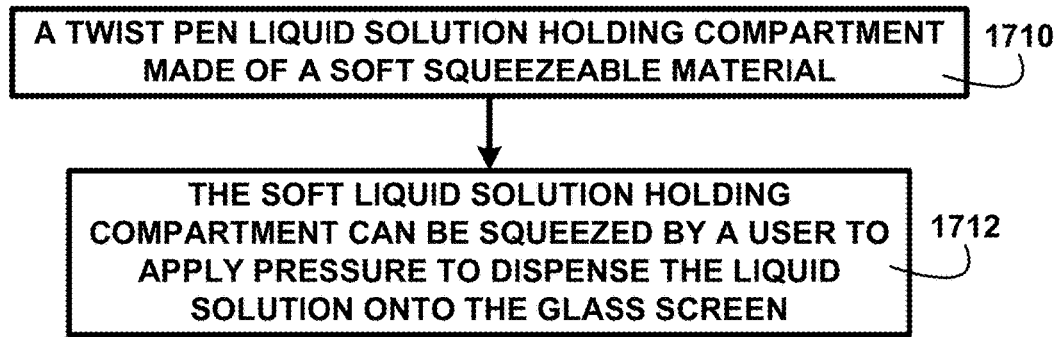 A TWIST PEN LIQUID SOLUTION HOLDING COMPARTMENT
MADE OF A SOFT SQUEEZEABLE MATERIAL
1710
THE SOFT LIQUID SOLUTION HOLDING
COMPARTMENT CAN BE SQUEEZED BY A USER TO
APPLY PRESSURE TO DISPENSE THE LIQUID
SOLUTION ONTO THE GLASS SCREEN
1712